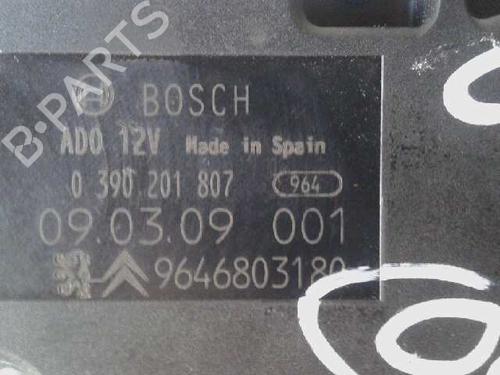 B-PARTS
BOSCH
ADO 12V Made in Spain
0 390 201 807 964
09.03.09 001
9646803180